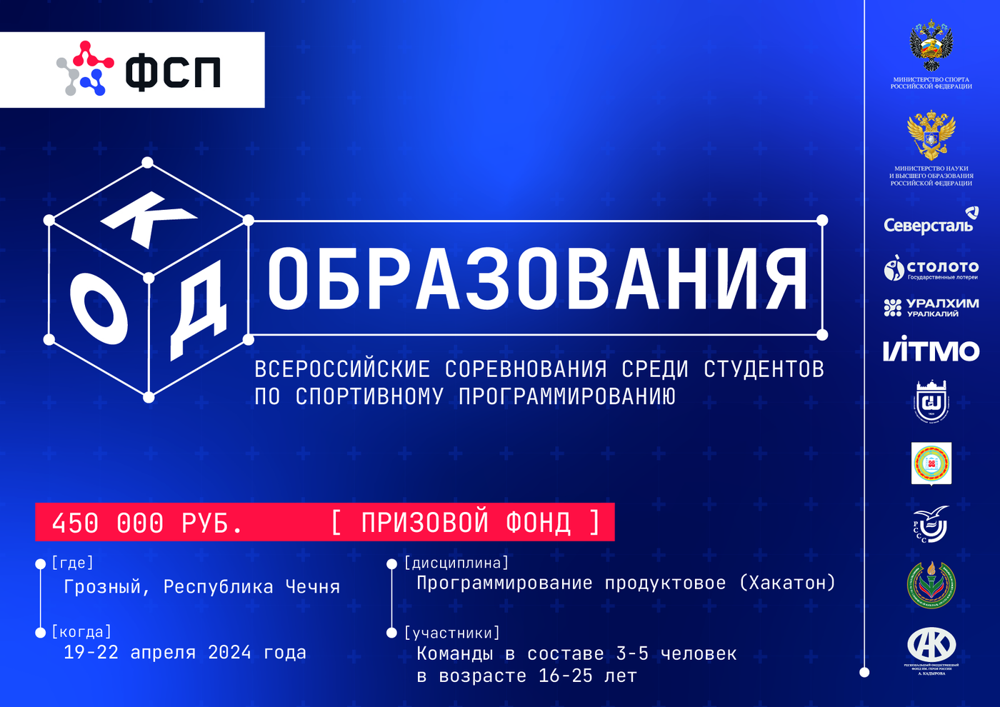 ФСП
КОД
ОБРАЗОВАНИЯ
ВСЕРОССИЙСКИЕ СОРЕВНОВАНИЯ СРЕДИ СТУДЕНТОВ
ПО СПОРТИВНОМУ ПРОГРАММИРОВАНИЮ
450 000 РУБ. [ ПРИЗОВОЙ ФОНД ]
[где]
Грозный, Республика Чечня
[когда]
19-22 апреля 2024 года
[дисциплина]
Программирование продуктовое (Хакатон)
[участники]
Команды в составе 3-5 человек
в возрасте 16-25 лет
МИНИСТЕРСТВО СПОРТА
РОССИЙСКОЙ ФЕДЕРАЦИИ
МИНИСТЕРСТВО НАУКИ
И ВЫСШЕГО ОБРАЗОВАНИЯ
РОССИЙСКОЙ ФЕДЕРАЦИИ
Северсталь
СТОЛОТО
Государственные лотереи
УРАЛХИМ
УРАЛКАЛИЙ
ИТМО
РССС
АК
РЕГИОНАЛЬНЫЙ ОБЩЕСТВЕННЫЙ
ФОНД ИМ. ГЕРОЯ РОССИИ
А. КАДЫРОВА